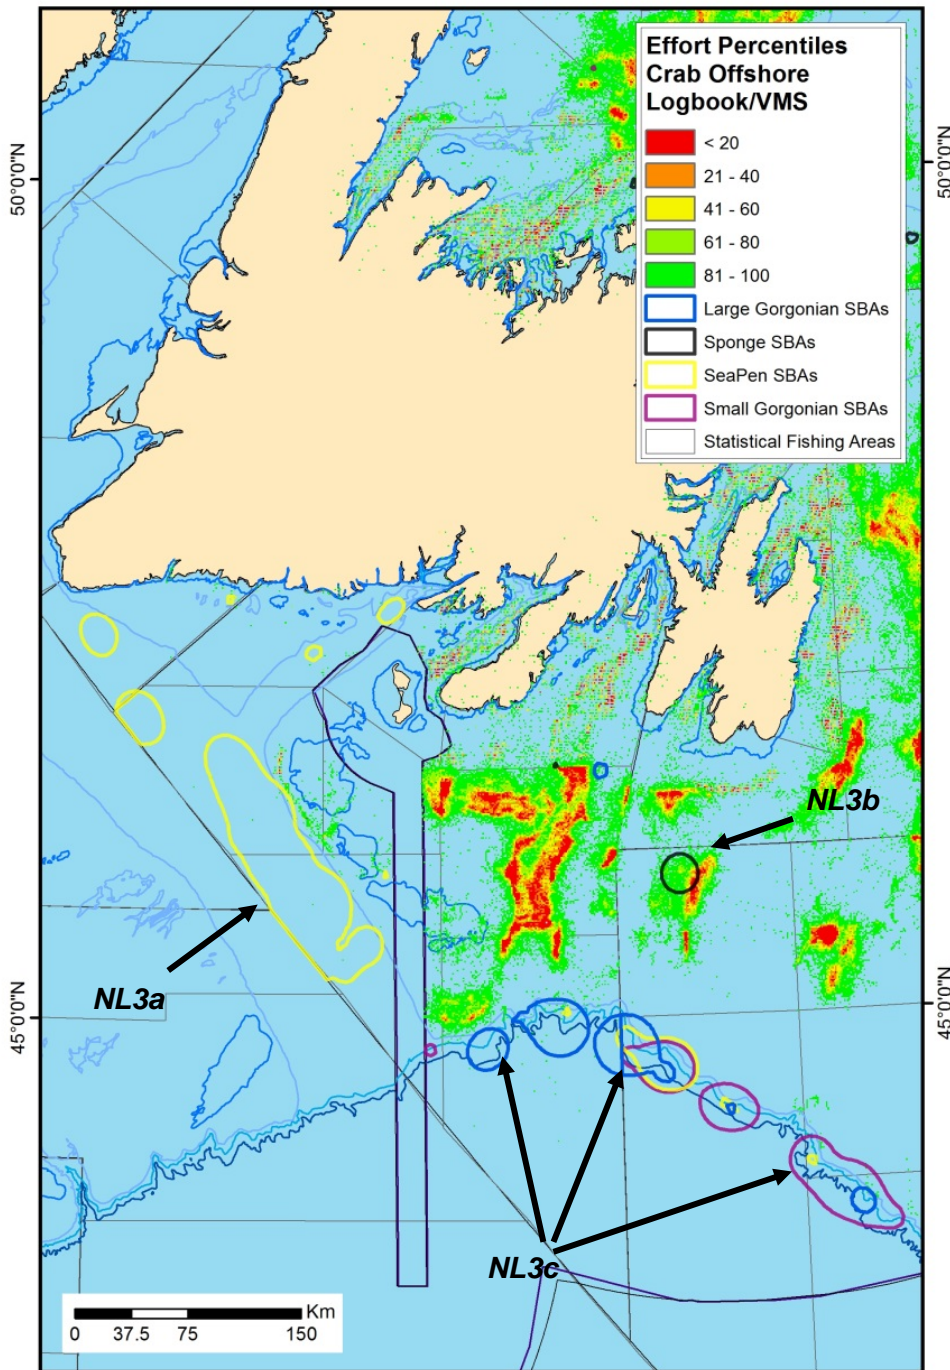 Effort Percentiles
Crab Offshore
Logbook/VMS
< 20
21 - 40
41 - 60
61 - 80
81 - 100
Large Gorgonian SBAs
Sponge SBAs
SeaPen SBAs
Small Gorgonian SBAs
Statistical Fishing Areas
50°0'0"N
50°0'0"N
NL3b
NL3a
45°0'0"N
45°0'0"N
NL3c
Km
0 37.5 75 150